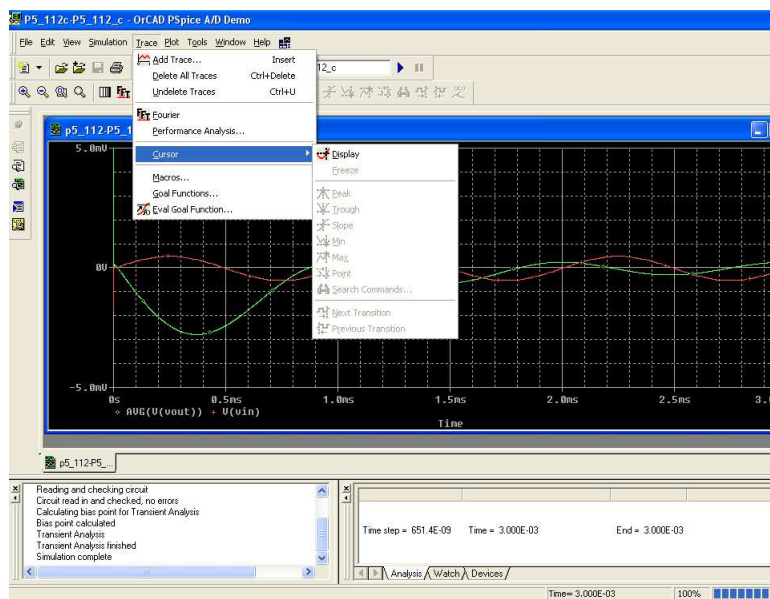 P5_112c-P5_112_c - OrCAD PSpice A/D Demo
File Edit View Simulation Trace Plot Tools Window Help
Add Trace... Insert
Delete All Traces Ctrl+Delete
Undelete Traces Ctrl+U
Fourier
Performance Analysis...
Cursor
Macros...
Goal Functions...
Eval Goal Function...
12_c
FFT
p5_112-P5_1
Display
Freeze
Peak
Trough
Slope
Min
Max
Point
Search Commands...
Next Transition
Previous Transition
5.0mV
0V
-5.0mV
0s 0.5ms 1.0ms 1.5ms 2.0ms 2.5ms 3.
AVG(V(vout)) + V(vin)
Time
p5_112-P5_...
Reading and checking circuit
Circuit read in and checked, no errors
Calculating bias point for Transient Analysis
Bias point calculated
Transient Analysis
Transient Analysis finished
Simulation complete
Time step = 651.4E-09 Time = 3.000E-03 End = 3.000E-03
Analysis Watch Devices
Time= 3.000E-03 100%